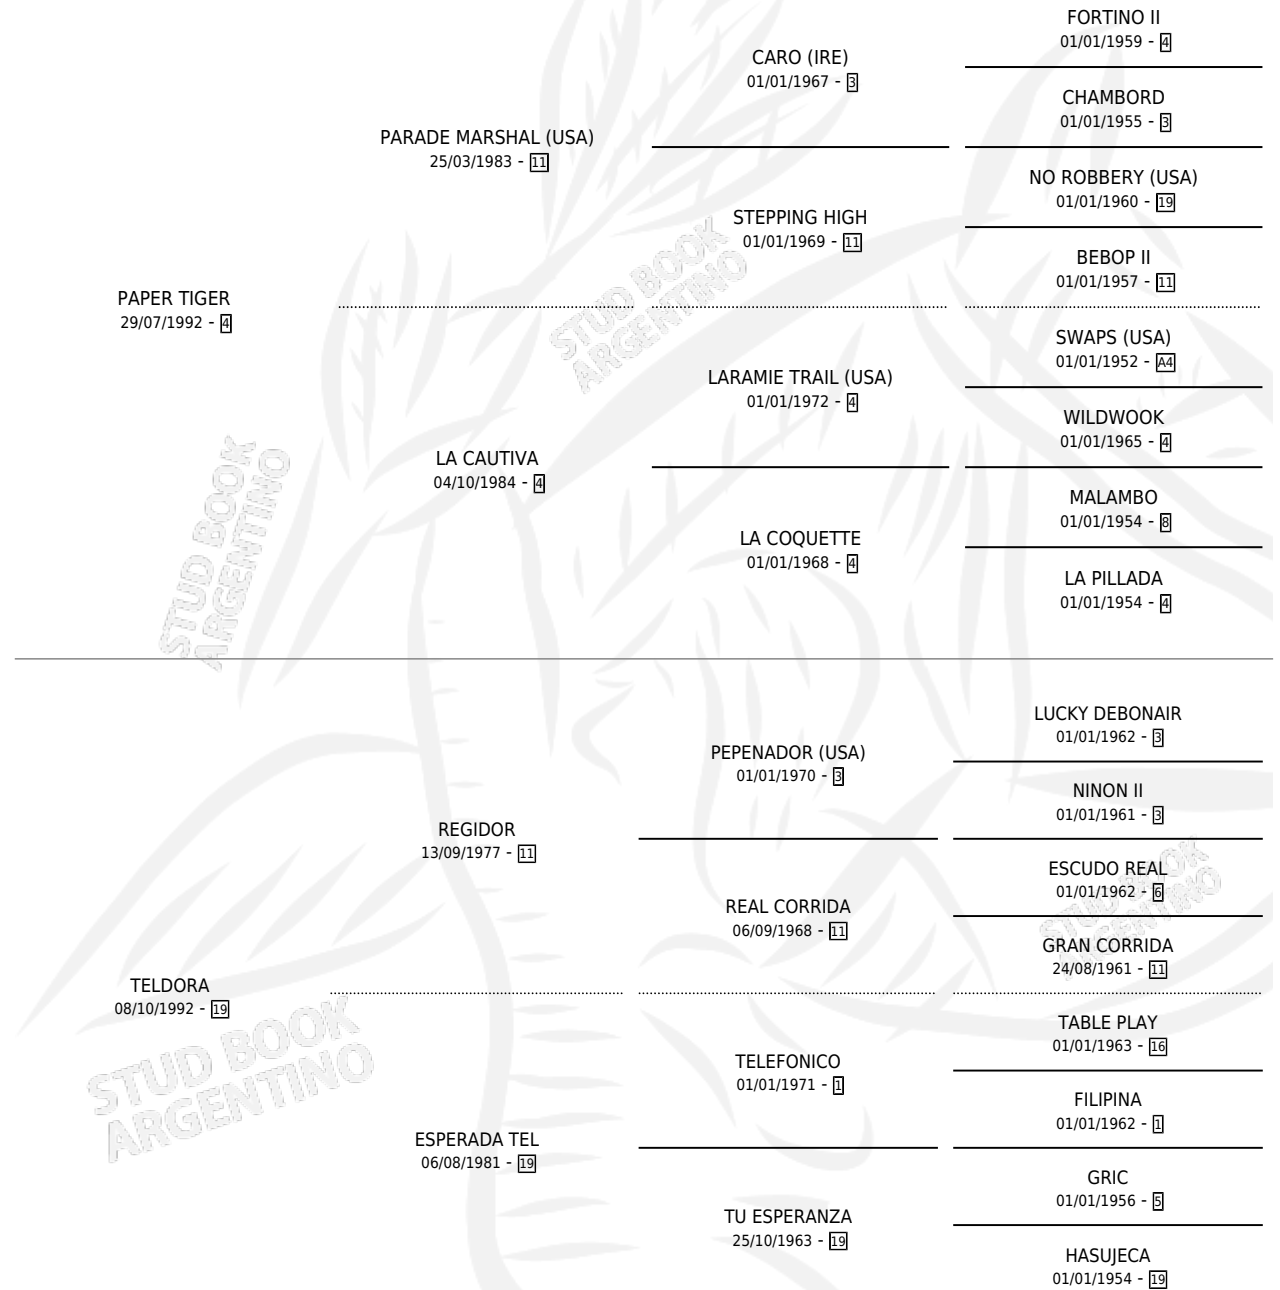 FORTINO II
01/01/1959 - 4
CARO (IRE)
01/01/1967 - 3
CHAMBORD
01/01/1955 - 3
PARADE MARSHAL (USA)
25/03/1983 - 11
NO ROBBERY (USA)
01/01/1960 - 19
STEPPING HIGH
01/01/1969 - 11
BEBOP II
01/01/1957 - 11
PAPER TIGER
29/07/1992 - 4
STUD BOOK
ARGENTINO
SWAPS (USA)
01/01/1952 - A4
LARAMIE TRAIL (USA)
01/01/1972 - 4
WILDWOOK
01/01/1965 - 4
LA CAUTIVA
04/10/1984 - 4
MALAMBO
01/01/1954 - 8
LA COQUETTE
01/01/1968 - 4
LA PILLADA
01/01/1954 - 4
STUD BOOK
ARGENTINO
LUCKY DEBONAIR
01/01/1962 - 3
PEPENADOR (USA)
01/01/1970 - 3
NINON II
01/01/1961 - 3
REGIDOR
13/09/1977 - 11
ESCUDO REAL
01/01/1962 - 6
REAL CORRIDA
06/09/1968 - 11
STUD BOOK
ARGENTINO
GRAN CORRIDA
24/08/1961 - 11
TELDORA
08/10/1992 - 19
TABLE PLAY
01/01/1963 - 16
STUD BOOK
ARGENTINO
TELEFONICO
01/01/1971 - 1
FILIPINA
01/01/1962 - 1
ESPERADA TEL
06/08/1981 - 19
GRIC
01/01/1956 - 5
TU ESPERANZA
25/10/1963 - 19
HASUJECA
01/01/1954 - 19